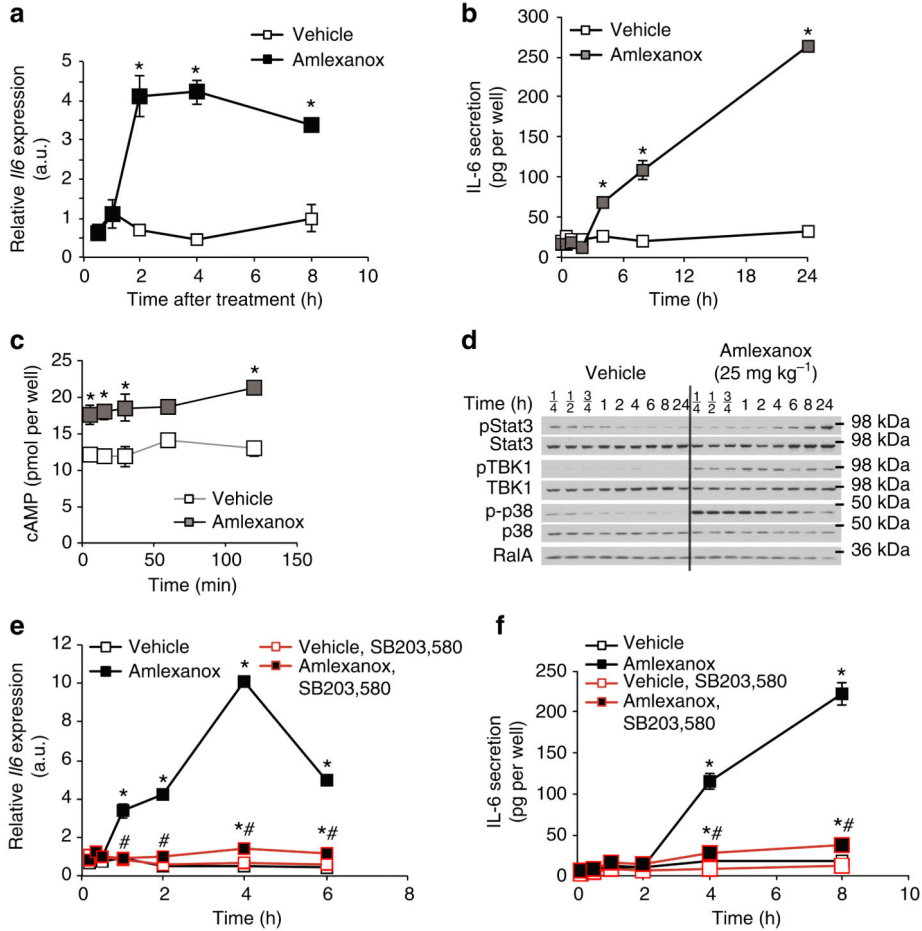 a
Vehicle
Amlexanox
Relative Il6 expression
(a.u.)
5
4
3
2
1
0
* * *
0 2 4 6 8 10
Time after treatment (h)
b
Vehicle
Amlexanox
IL-6 secretion
(pg per well)
300
250
200
150
100
50
0
* * *
0 6 12 18 24
Time (h)
c
cAMP (pmol per well)
25
20
15
10
5
0
* * * *
Vehicle
Amlexanox
0 50 100 150
Time (min)
d
Vehicle
Amlexanox
(25 mg kg⁻¹)
Time (h) 1/4 1/2 3/4 1 2 4 6 8 24 1/4 1/2 3/4 1 2 4 6 8 24
pStat3 98 kDa
Stat3 98 kDa
pTBK1 98 kDa
TBK1 98 kDa
p-p38 50 kDa
p38 50 kDa
RalA 36 kDa
e
Vehicle
Amlexanox
Vehicle, SB203,580
Amlexanox,
SB203,580
Relative Il6 expression
(a.u.)
12
10
8
6
4
2
0
* * * *
# # *# *#
0 2 4 6 8
Time (h)
f
Vehicle
Amlexanox
Vehicle, SB203,580
Amlexanox,
SB203,580
IL-6 secretion
(pg per well)
250
200
150
100
50
0
* *
*# *#
0 2 4 6 8 10
Time (h)